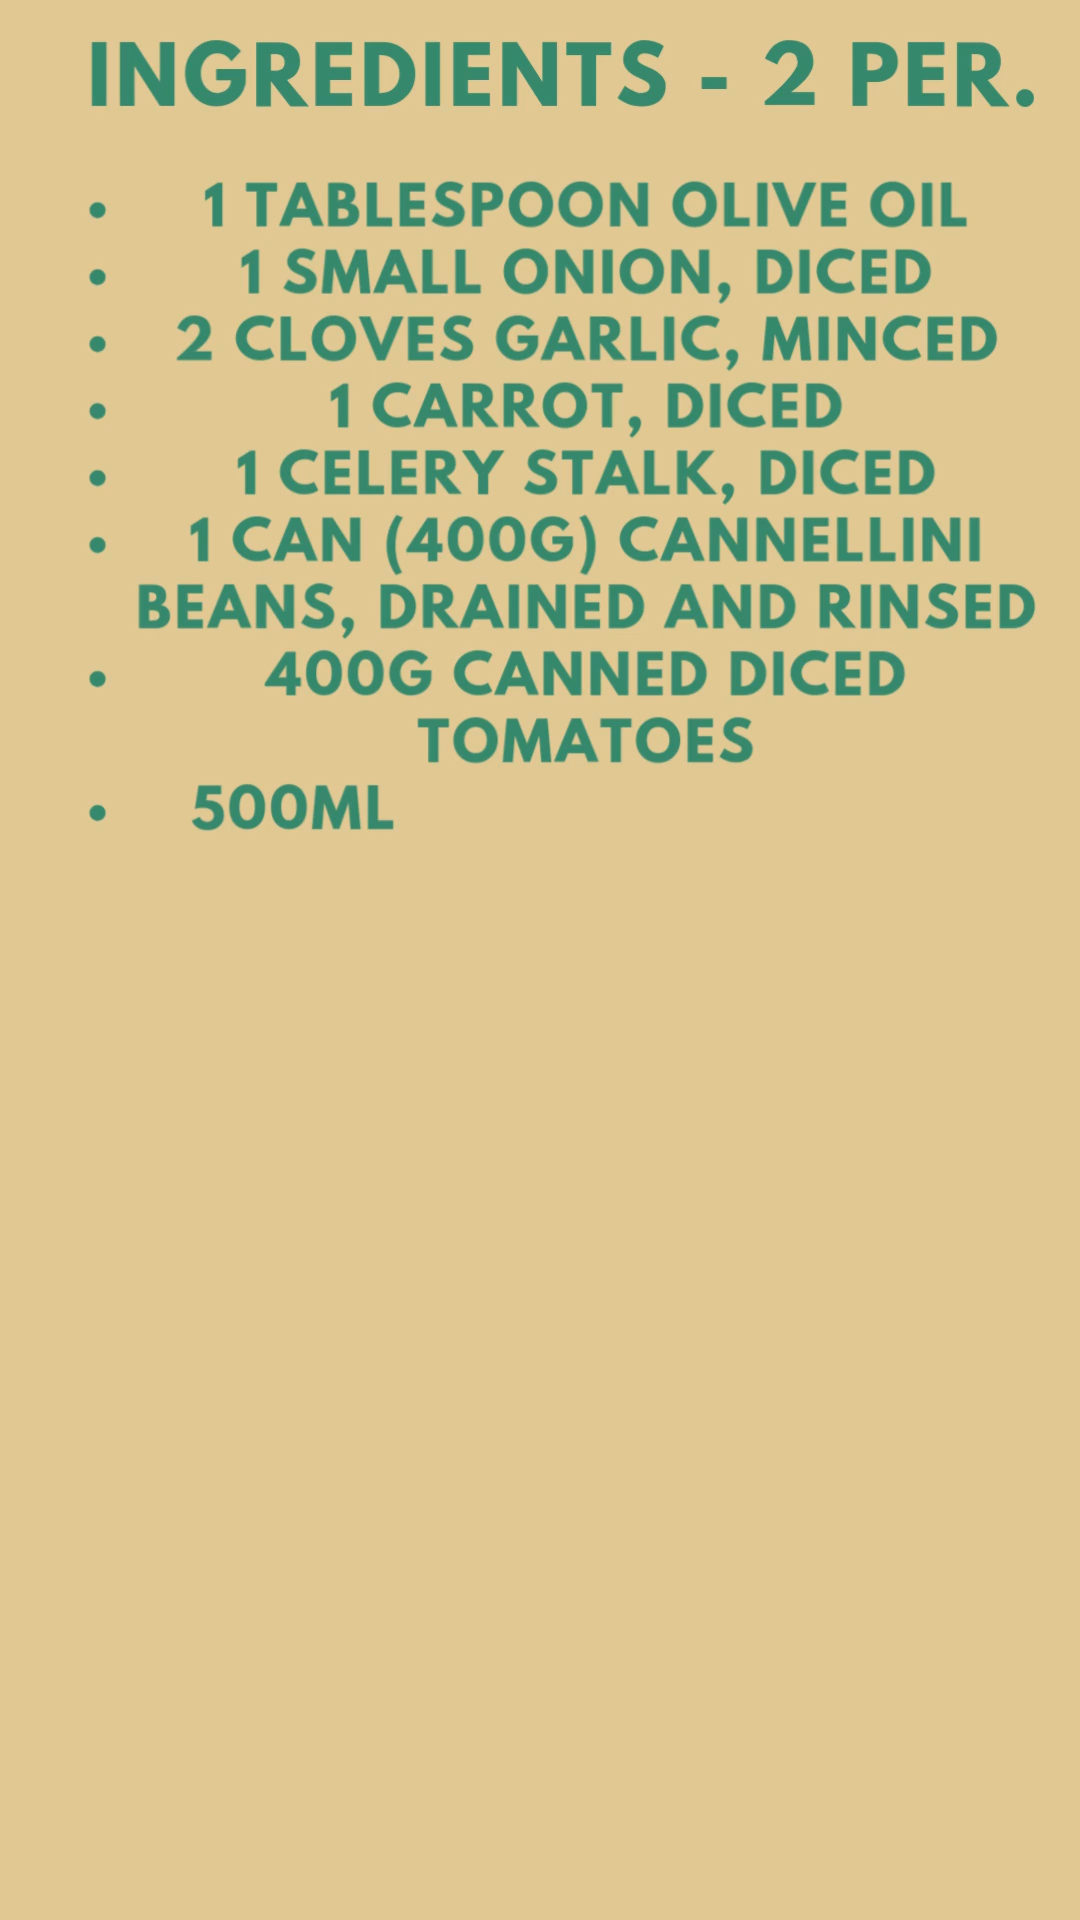 INGREDIENTS - 2 PER.
• 1 TABLESPOON OLIVE OIL
• 1 SMALL ONION, DICED
• 2 CLOVES GARLIC, MINCED
• 1 CARROT, DICED
• 1 CELERY STALK, DICED
• 1 CAN (400G) CANNELLINI
BEANS, DRAINED AND RINSED
• 400G CANNED DICED
TOMATOES
• 500ML